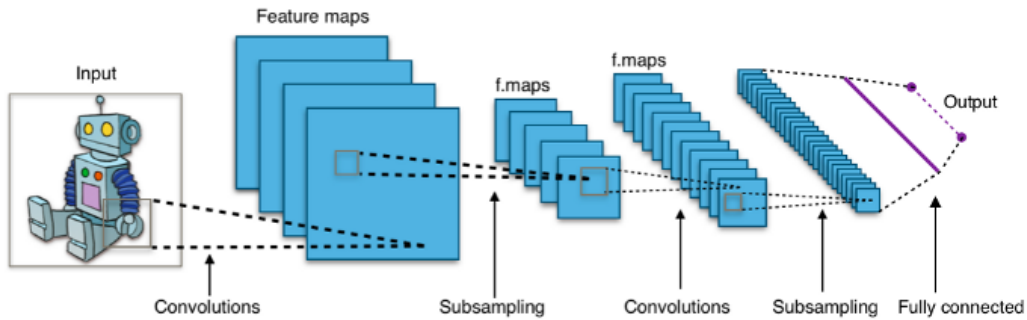 Feature maps
Input
f.maps
f.maps
Output
Convolutions
Subsampling
Convolutions
Subsampling
Fully connected